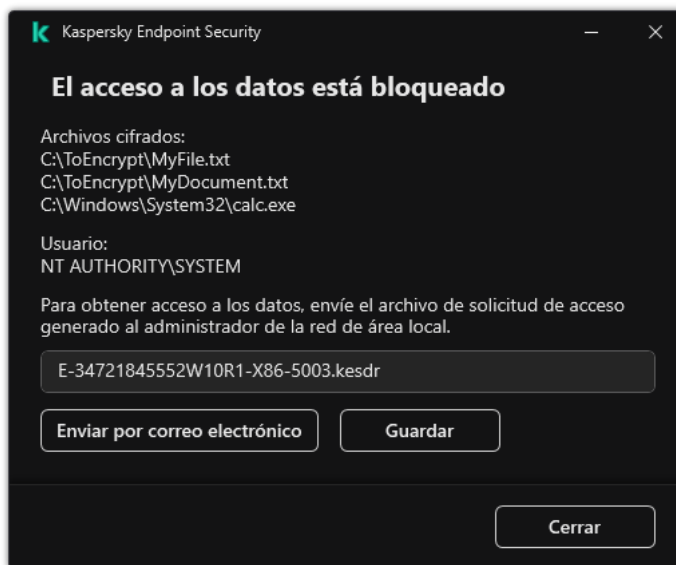 Kaspersky Endpoint Security
El acceso a los datos está bloqueado
Archivos cifrados:
C:\ToEncrypt\MyFile.txt
C:\ToEncrypt\MyDocument.txt
C:\Windows\System32\calc.exe
Usuario:
NT AUTHORITY\SYSTEM
Para obtener acceso a los datos, envíe el archivo de solicitud de acceso
generado al administrador de la red de área local.
E-34721845552W10R1-X86-5003.kesdr
Enviar por correo electrónico
Guardar
Cerrar